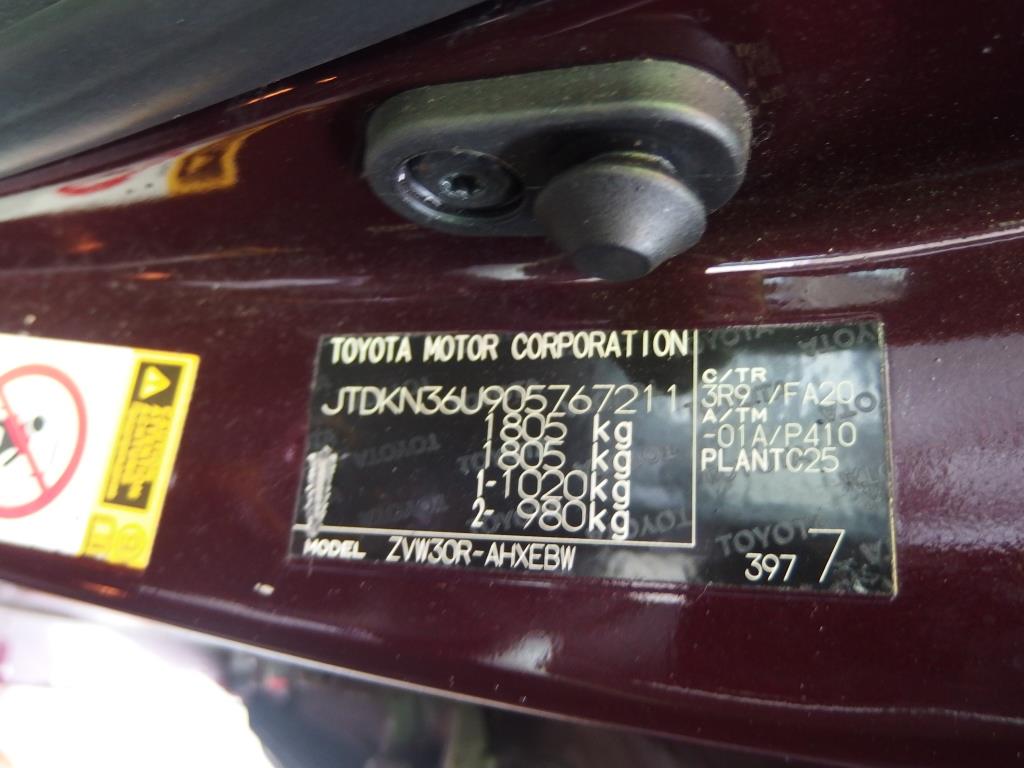 TOYOTA MOTOR CORPORATION
JTDKN36U905767211
1805 kg
1805 kg
1-1020kg
2- 980kg
MODEL ZVW30R-AHXEBW
C/TR
3R9 /FA20
A/TM
-01A/P410
PLANTC25
397 7